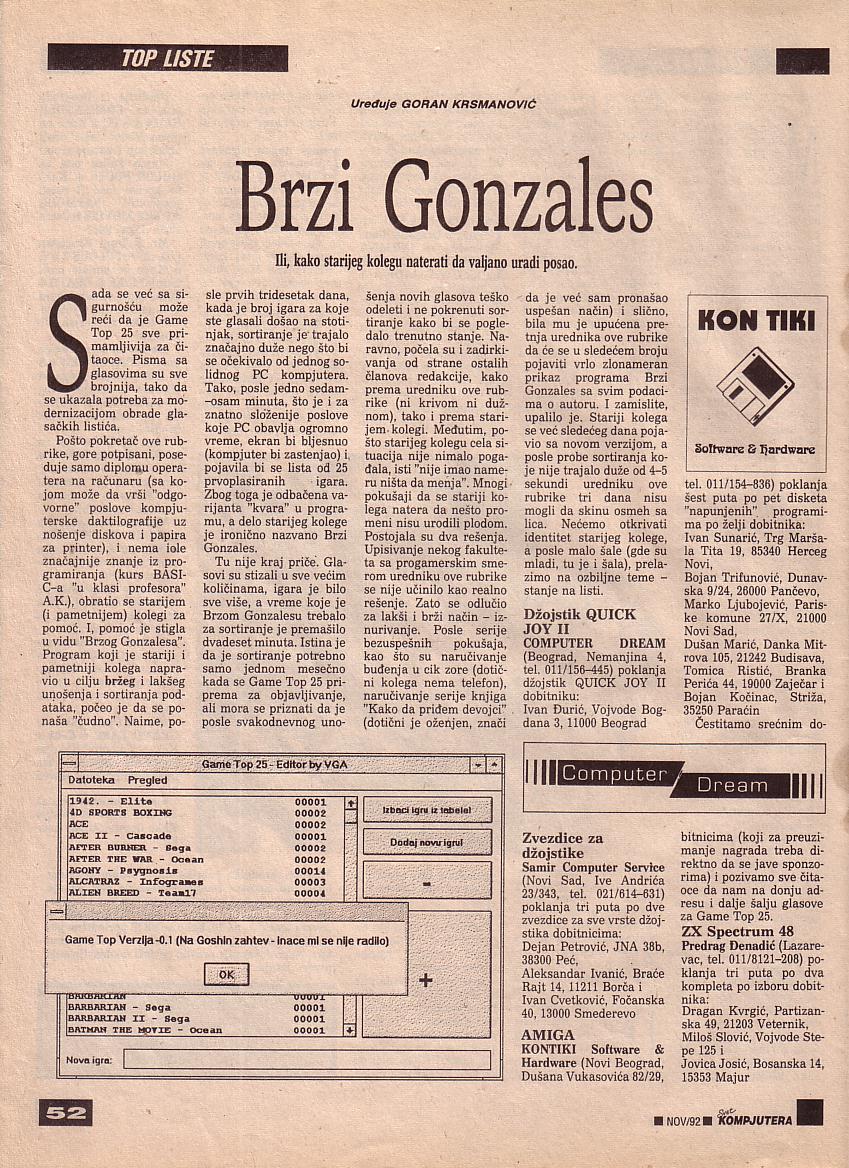 TOP LISTE
Uređuje GORAN KRSMANOVIĆ
Brzi Gonzales
Ili, kako starijeg kolegu naterati da valjano uradi posao.
Sada se već sa si-
gurnošću može
reći da je Game
Top 25 sve pri-
mamljivija za či-
taoce. Pisma sa
glasovima su sve
brojnija, tako da
se ukazala potreba za mo-
dernizacijom obrade gla-
sačkih listića.
Pošto pokretač ove rub-
rike, gore potpisani, pose-
duje samo diplomu opera-
tera na računaru (sa ko-
jom može da vrši "odgo-
vorne" poslove kompju-
terske daktilografije uz
nošenje diskova i papira
za printer), i nema iole
značajnije znanje iz pro-
gramiranja (kurs BASI-
C-a "u klasi profesora"
A.K.), obratio se starijem
(i pametnijem) kolegi za
pomoć. I, pomoć je stigla
u vidu "Brzog Gonzalesa".
Program koji je stariji i
pametniji kolega napra-
vio u cilju bržeg i lakšeg
unošenja i sortiranja pod-
ataka, počeo je da se po-
naša "čudno". Naime, po-
sle prvih tridesetak dana,
kada je broj igara za koje
ste glasali došao na stoti-
njak, sortiranje je trajalo
značajno duže nego što bi
se očekivalo od jednog so-
lidnog PC kompjutera.
Tako, posle jedno sedam-
-osam minuta, što je i za
znatno složenije poslove
koje PC obavlja ogromno
vreme, ekran bi bljesnuo
(kompjuter bi zastenjao) i
pojavila bi se lista od 25
prvoplasiranih igara.
Zbog toga je odbačena va-
rijanta "kvara" u progra-
mu, a delo starijeg kolege
je ironično nazvano Brzi
Gonzales.
Tu nije kraj priče. Gla-
sovi su stizali u sve većim
količinama, igara je bilo
sve više, a vreme koje je
Brzom Gonzalesu trebalo
za sortiranje je premašilo
dvadeset minuta. Istina je
da je sortiranje potrebno
samo jednom mesečno
kada se Game Top 25 pri-
prema za objavljivanje,
ali mora se priznati da je
posle svakodnevnog uno-
šenja novih glasova teško
odeleti i ne pokrenuti sor-
tiranje kako bi se pogle-
dalo trenutno stanje. Na-
ravno, počela su i zadirki-
vanja od strane ostalih
članova redakcije, kako
prema uredniku ove rub-
rike (ni krivom ni duž-
nom), tako i prema stari-
jem kolegi. Međutim, po-
što starijeg kolegu cela si-
tuacija nije nimalo poga-
đala, isti "nije imao name-
ru ništa da menja". Mnogi
pokušaji da se stariji ko-
lega natera da nešto pro-
meni nisu urodili plodom.
Postojala su dva rešenja.
Upisivanje nekog fakulte-
ta sa progamerskim sme-
rom uredniku ove rubrike
se nije učinilo kao realno
rešenje. Zato se odlučio
za lakši i brži način – iz-
nurivanje. Posle serije
bezuspešnih pokušaja,
kao što su naručivanje
buđenja u cik zore (dotič-
ni kolega nema telefon),
naručivanje serije knjiga
"Kako da priđem devojci"
(dotični je oženjen, znači
da je već sam pronašao
uspešan način) i slično,
bila mu je upućena pre-
tnja urednika ove rubrike
da će se u sledećem broju
pojaviti vrlo zlonameran
prikaz programa Brzi
Gonzales sa svim podaci-
ma o autoru. I zamislite,
upalilo je. Stariji kolega
se već sledećeg dana poja-
vio sa novom verzijom, a
posle probe sortiranja ko-
je nije trajalo duže od 4–5
sekundi uredniku ove
rubrike tri dana nisu
mogli da skinu osmeh sa
lica. Nećemo otkrivati
identitet starijeg kolege,
a posle malo šale (gde su
mladi, tu je i šala), prela-
zimo na ozbiljne teme –
stanje na listi.
Džojstik QUICK
JOY II
COMPUTER DREAM
(Beograd, Nemanjina 4,
tel. 011/156–445) poklanja
džojstik QUICK JOY II
dobitniku:
Ivan Đurić, Vojvode Bog-
dana 3, 11000 Beograd
KON TIKI
Software & Hardware
tel. 011/154–836) poklanja
šest puta po pet disketa
"napunjenih" programi-
ma po želji dobitnika:
Ivan Sunarić, Trg Marša-
la Tita 19, 85340 Herceg
Novi,
Bojan Trifunović, Dunav-
ska 9/24, 26000 Pančevo,
Marko Ljubojević, Paris-
ke komune 27/X, 21000
Novi Sad,
Dušan Marić, Danka Mit-
rova 105, 21242 Budisava,
Tomica Ristić, Branka
Perića 44, 19000 Zaječar i
Bojan Kočinac, Striža,
35250 Paraćin
Čestitamo srećnim do-
Computer Dream
Game Top 25 - Editor by VGA
Datoteka Pregled
1942. - Elite 00001
4D SPORTS BOXING 00002
ACE 00002
ACE II - Cascade 00001
AFTER BURNER - Sega 00002
AFTER THE WAR - Ocean 00002
AGONY - Psygnosis 00014
ALCATRAZ - Infogrames 00003
ALIEN BREED - Team17 00004
Izbaci igru iz tabele!
Dodaj novu igru!
-
Game Top Verzija -0.1 (Na Goshin zahtev - inace mi se nije radilo)
OK
+
BARBARIAN 00001
BARBARIAN - Sega 00001
BARBARIAN II - Sega 00001
BATMAN THE MOVIE - Ocean 00001
Nova igra:
Zvezdice za
džojstike
Samir Computer Service
(Novi Sad, Ive Andrića
23/343, tel. 021/614–631)
poklanja tri puta po dve
zvezdice za sve vrste džoj-
stika dobitnicima:
Dejan Petrović, JNA 38b,
38300 Peć,
Aleksandar Ivanić, Braće
Rajt 14, 11211 Borča i
Ivan Cvetković, Fočanska
40, 13000 Smederevo
AMIGA
KONTIKI Software &
Hardware (Novi Beograd,
Dušana Vukasovića 82/29,
bitnicima (koji za preuzi-
manje nagrada treba di-
rektno da se jave sponzo-
rima) i pozivamo sve čita-
oce da nam na donju ad-
resu i dalje šalju glasove
za Game Top 25.
ZX Spectrum 48
Predrag Đenadić (Lazare-
vac, tel. 011/8121–208) po-
klanja tri puta po dva
kompleta po izboru dobit-
nika:
Dragan Kvrgić, Partizan-
ska 49, 21203 Veternik,
Miloš Slović, Vojvode Ste-
pe 125 i
Jovica Josić, Bosanska 14,
15353 Majur
52
NOV/92 Svet KOMPJUTERA